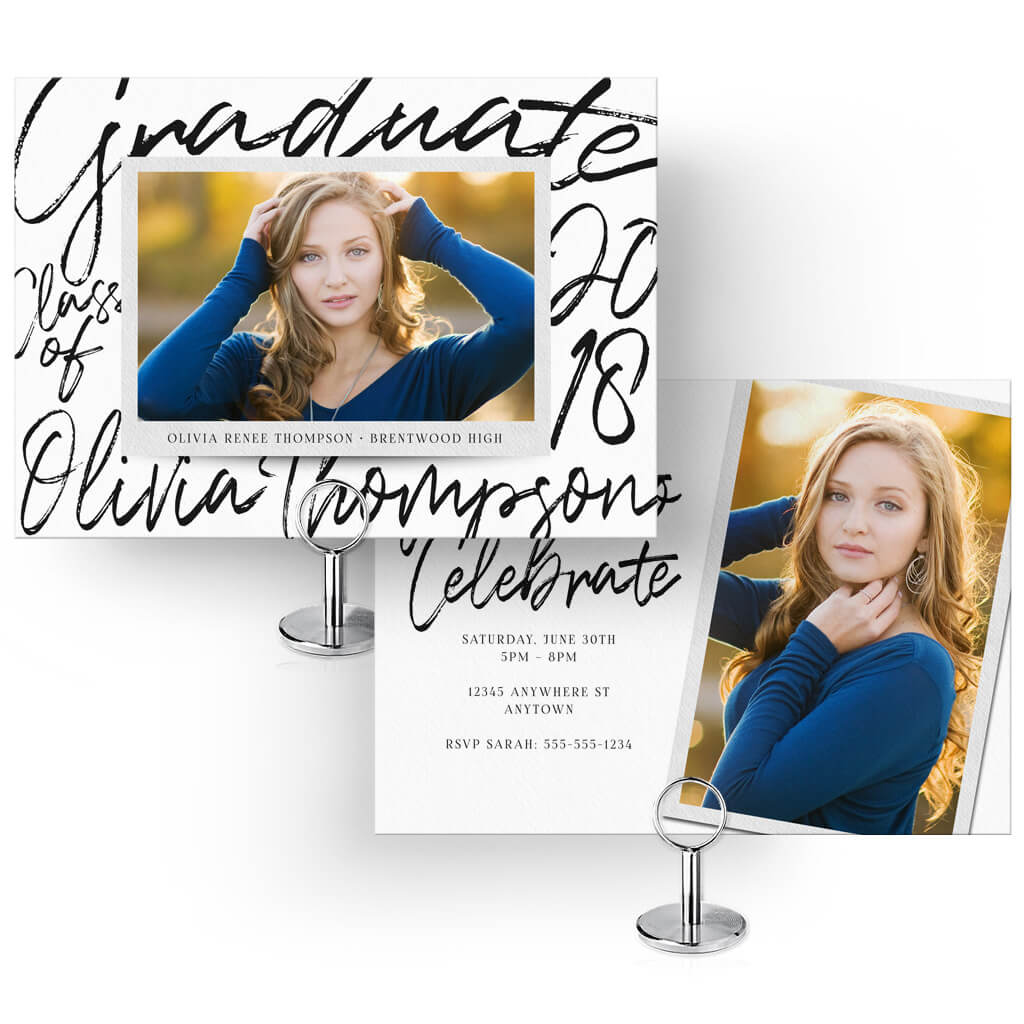 Graduate
Class
of
20
18
OLIVIA RENEE THOMPSON • BRENTWOOD HIGH
Olivia Thompson
Celebrate
SATURDAY, JUNE 30TH
5PM – 8PM
12345 ANYWHERE ST
ANYTOWN
RSVP SARAH: 555-555-1234